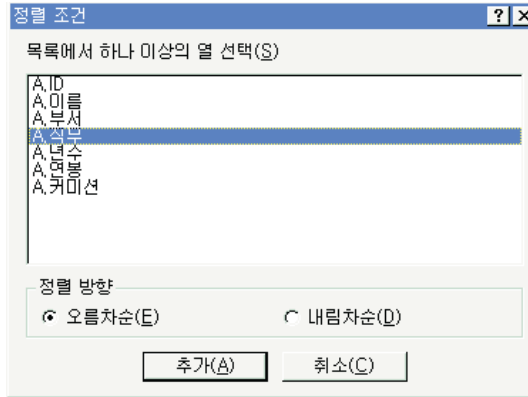 정렬 조건
목록에서 하나 이상의 열 선택(S)
A.ID
A.이름
A.부서
A.직무
A.년수
A.연봉
A.커미션
정렬 방향
오름차순(E) 내림차순(D)
추가(A) 취소(C)